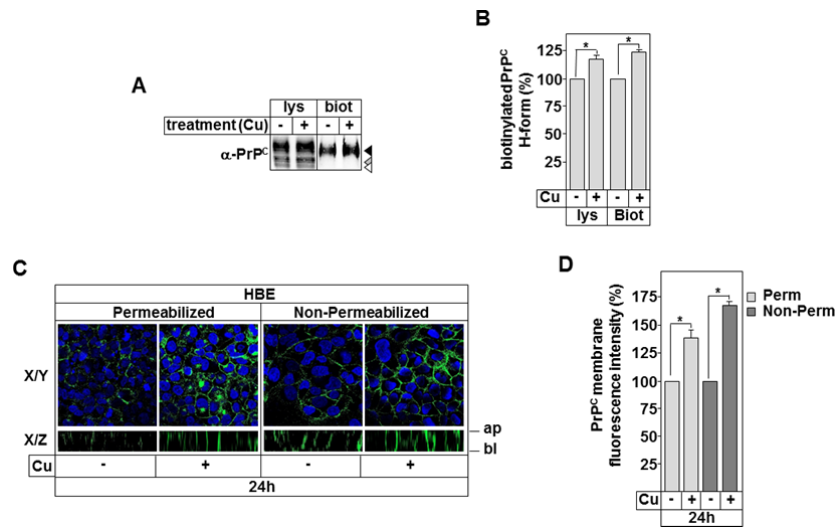 A
lys biot
treatment (Cu) - + - +
α-PrPᶜ
B
biotinylated PrPᶜ
H-form (%)
125
100
75
50
25
* *
Cu - + - +
lys Biot
C
HBE
Permeabilized Non-Permeabilized
X/Y
X/Z
ap
bl
Cu - + - +
24h
D
PrPᶜ membrane
fluorescence intensity (%)
175
150
125
100
75
50
25
* *
Perm
Non-Perm
Cu - + - +
24h